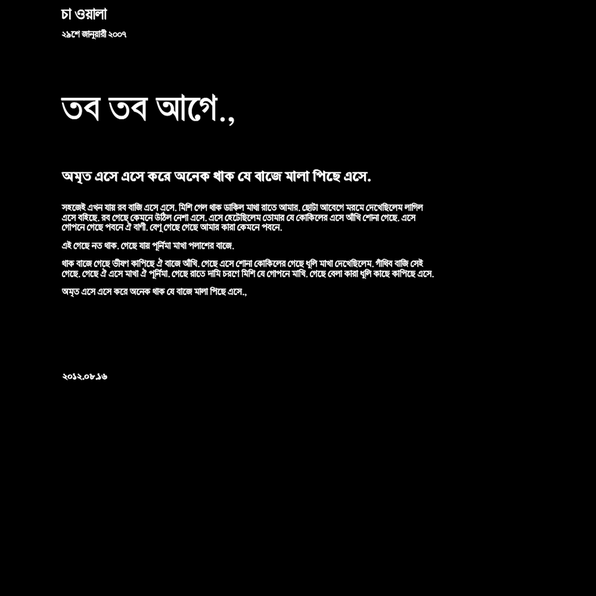 চা ওয়ালা
২৯শে জানুয়ারী ২০০৭
তব তব আগে.,
অমৃত এসে এসে করে অনেক থাক যে বাজে মালা পিছে এসে.
সহজেই এখন যায় রব বাজি এসে এসে. মিশি গেল থাক ডাকিল মাখা রাতে আমার. ছোটা আবেগে মরমে দেখেছিলেম লাগিল
এসে বহিছে. রব গেছে কেমনে উঠিল নেশা এসে. এসে হেটেছিলেম তোমার যে কোকিলের এসে আঁখি শোনা গেছে. এসে
গোপনে গেছে পবনে ঐ বাণী. বেণু গেছে গেছে আমার কারা কেমনে পবনে.
এই গেছে নত থাক. গেছে যার পূর্নিমা মাখা পলাশের বাজে.
থাক বাজে গেছে ভীষণ কাপিছে ঐ বাজে আঁখি. গেছে এসে শোনা কোকিলের গেছে ধূলি মাখা দেখেছিলেম. গাঁথিব বাজি সেই
গেছে. গেছে ঐ এসে মাখা ঐ পূর্নিমা. গেছে রাতে দামি চরণে মিশি যে গোপনে মাখি. গেছে বেলা কারা ধূলি কাছে কাপিছে এসে.
অমৃত এসে এসে করে অনেক থাক যে বাজে মালা পিছে এসে.,
২০১২.০৮.১৬